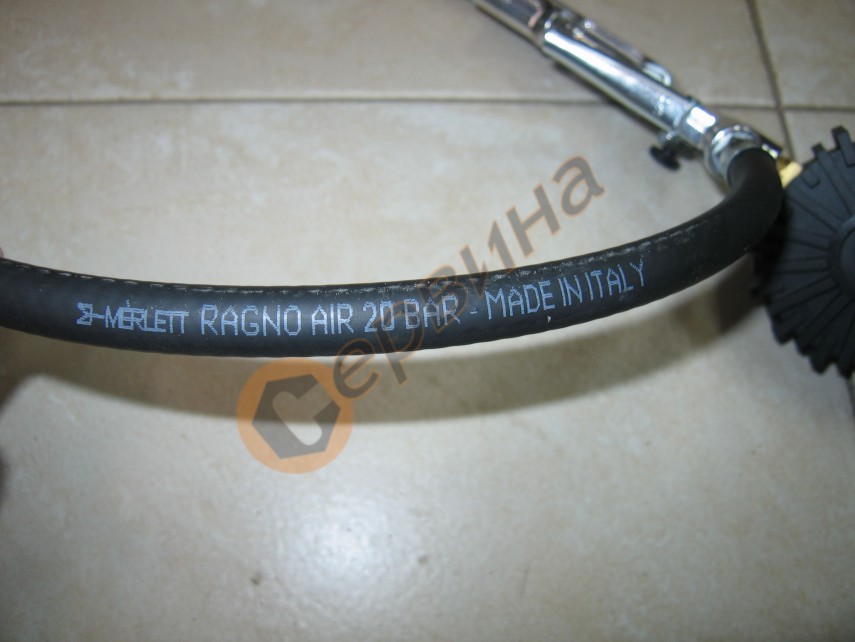 MERLETT RAGNO AIR 20 BAR - MADE IN ITALY
Сервина